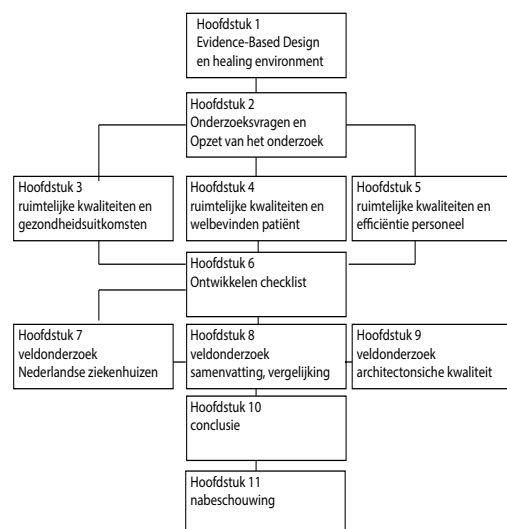 Hoofdstuk 1
Evidence-Based Design
en healing environment
Hoofdstuk 2
Onderzoeksvragen en
Opzet van het onderzoek
Hoofdstuk 3
ruimtelijke kwaliteiten en
gezondheidsuitkomsten
Hoofdstuk 4
ruimtelijke kwaliteiten en
welbevinden patiënt
Hoofdstuk 5
ruimtelijke kwaliteiten en
efficiëntie personeel
Hoofdstuk 6
Ontwikkelen checklist
Hoofdstuk 7
veldonderzoek
Nederlandse ziekenhuizen
Hoofdstuk 8
veldonderzoek
samenvatting, vergelijking
Hoofdstuk 9
veldonderzoek
architectonsiche kwaliteit
Hoofdstuk 10
conclusie
Hoofdstuk 11
nabeschouwing